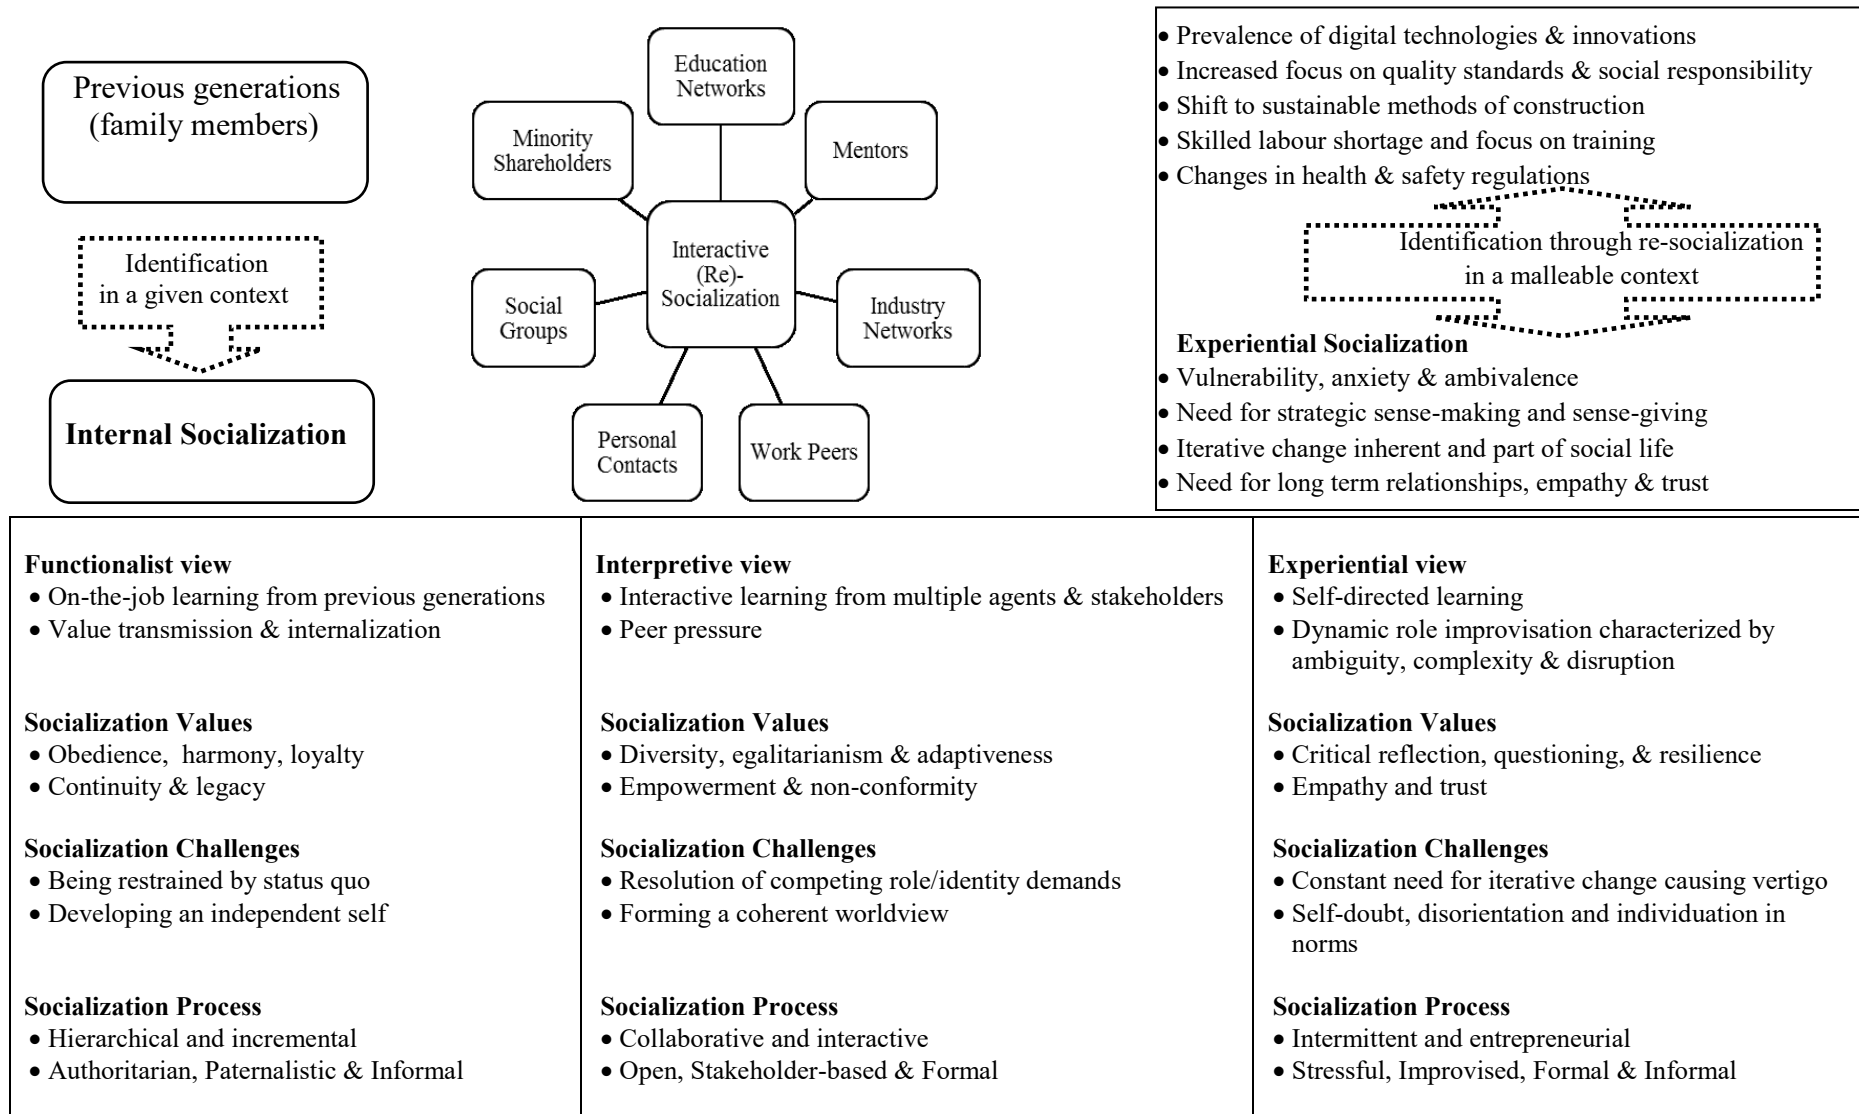 Previous generations
(family members)
Identification
in a given context
Internal Socialization
Education
Networks
Minority
Shareholders
Mentors
Interactive
(Re)-
Socialization
Social
Groups
Industry
Networks
Personal
Contacts
Work Peers
• Prevalence of digital technologies & innovations
• Increased focus on quality standards & social responsibility
• Shift to sustainable methods of construction
• Skilled labour shortage and focus on training
• Changes in health & safety regulations
Identification through re-socialization
in a malleable context
Experiential Socialization
• Vulnerability, anxiety & ambivalence
• Need for strategic sense-making and sense-giving
• Iterative change inherent and part of social life
• Need for long term relationships, empathy & trust
Functionalist view
• On-the-job learning from previous generations
• Value transmission & internalization
Socialization Values
• Obedience, harmony, loyalty
• Continuity & legacy
Socialization Challenges
• Being restrained by status quo
• Developing an independent self
Socialization Process
• Hierarchical and incremental
• Authoritarian, Paternalistic & Informal
Interpretive view
• Interactive learning from multiple agents & stakeholders
• Peer pressure
Socialization Values
• Diversity, egalitarianism & adaptiveness
• Empowerment & non-conformity
Socialization Challenges
• Resolution of competing role/identity demands
• Forming a coherent worldview
Socialization Process
• Collaborative and interactive
• Open, Stakeholder-based & Formal
Experiential view
• Self-directed learning
• Dynamic role improvisation characterized by
ambiguity, complexity & disruption
Socialization Values
• Critical reflection, questioning, & resilience
• Empathy and trust
Socialization Challenges
• Constant need for iterative change causing vertigo
• Self-doubt, disorientation and individuation in
norms
Socialization Process
• Intermittent and entrepreneurial
• Stressful, Improvised, Formal & Informal